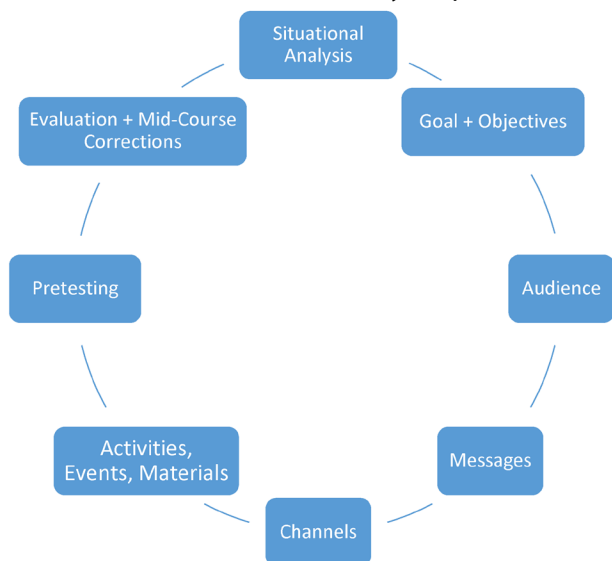 Situational
Analysis
Goal + Objectives
Audience
Messages
Channels
Activities,
Events, Materials
Pretesting
Evaluation + Mid-Course
Corrections